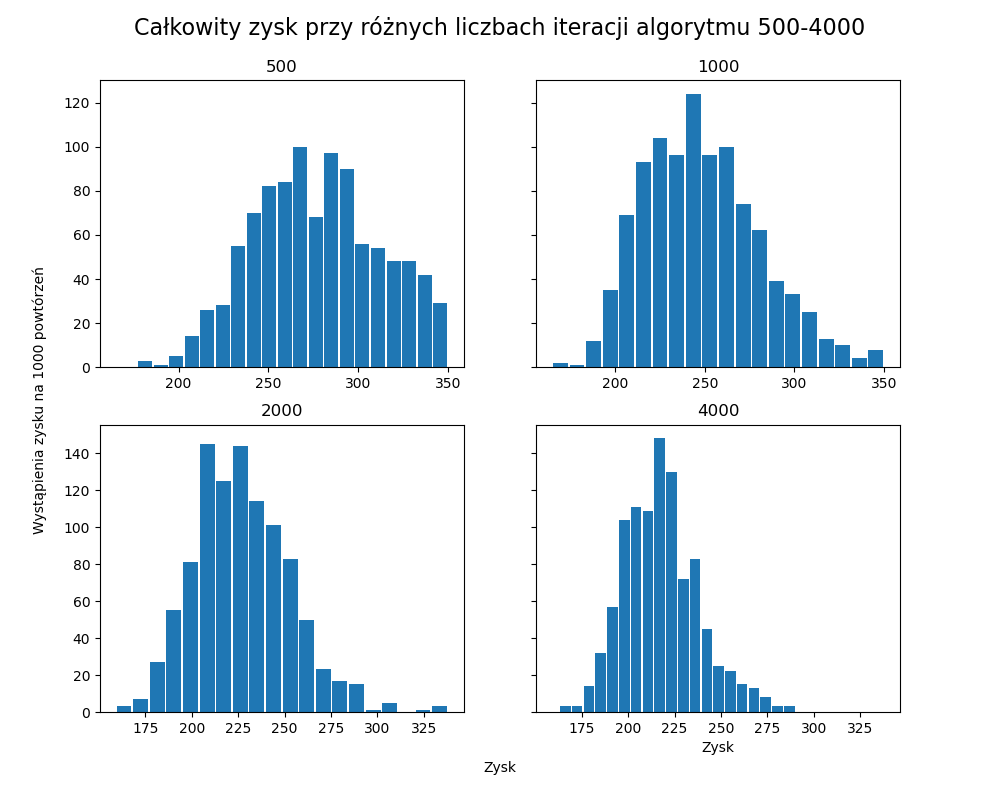 Całkowity zysk przy różnych liczbach iteracji algorytmu 500-4000
500
1000
120
100
80
60
40
20
0
200 250 300 350
200 250 300 350
Wystąpienia zysku na 1000 powtórzeń
2000
4000
140
120
100
80
60
40
20
0
175 200 225 250 275 300 325
175 200 225 250 275 300 325
Zysk
Zysk